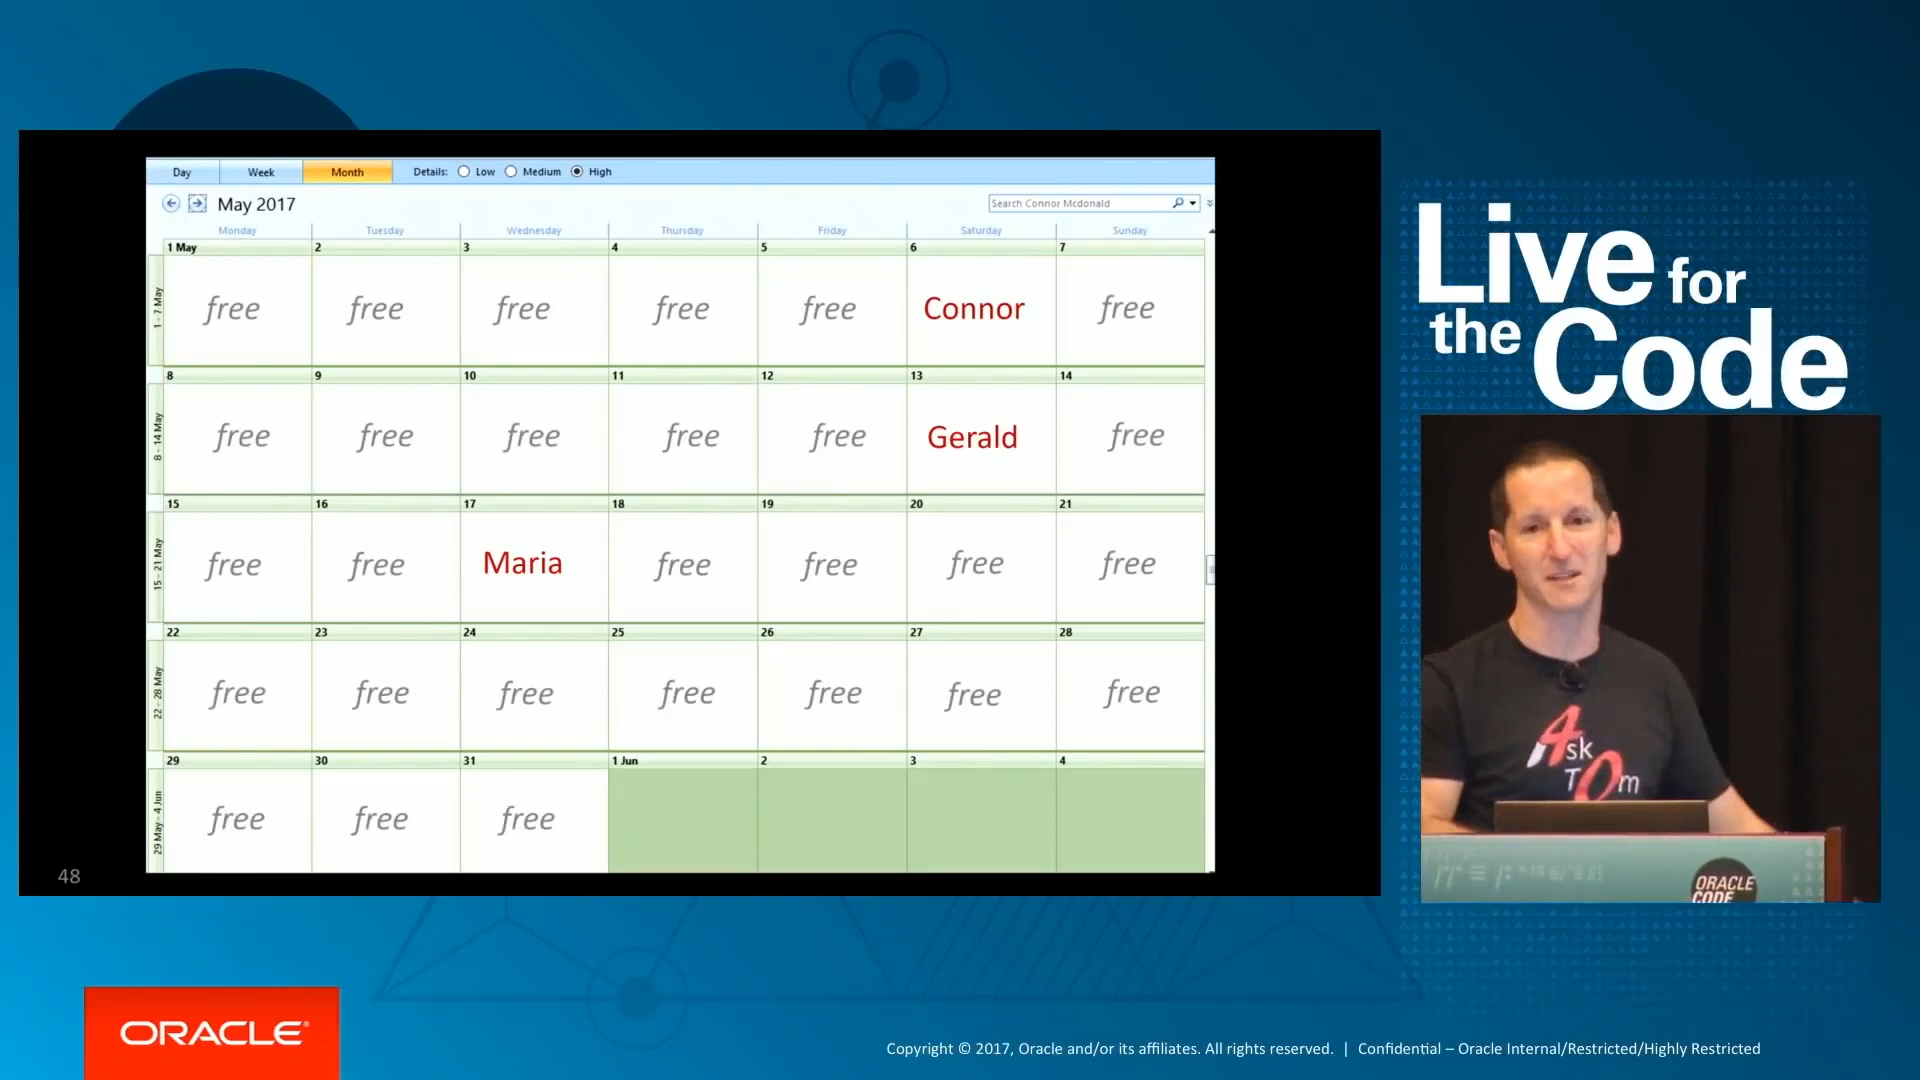 Day Week Month Details: Low Medium High
May 2017
Search Connor Mcdonald
Monday Tuesday Wednesday Thursday Friday Saturday Sunday
1 May 2 3 4 5 6 7
1 - 7 May
free free free free free Connor free
8 9 10 11 12 13 14
8 - 14 May
free free free free free Gerald free
15 16 17 18 19 20 21
15 - 21 May
free free Maria free free free free
22 23 24 25 26 27 28
22 - 28 May
free free free free free free free
29 30 31 1 Jun 2 3 4
29 May - 4 Jun
free free free
48
Live for
the Code
Ask
TOm
ORACLE
CODE
ORACLE®
Copyright © 2017, Oracle and/or its affiliates. All rights reserved. | Confidential – Oracle Internal/Restricted/Highly Restricted